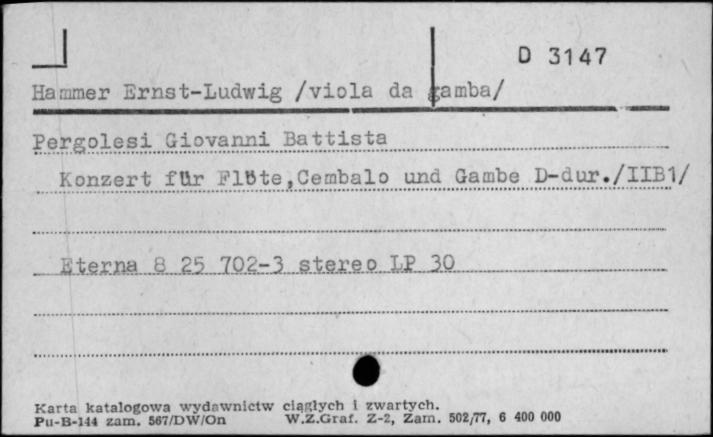 D 3147
Hammer Ernst-Ludwig /viola da gamba/
Pergolesi Giovanni Battista
Konzert für Flöte,Cembalo und Gambe D-dur./IIB1/
Eterna 8 25 702-3 stereo LP 30
Karta katalogowa wydawnictw ciągłych i zwartych.
Pu-B-144 zam. 567/DW/On W.Z.Graf. Z-2, Zam. 502/77, 6 400 000